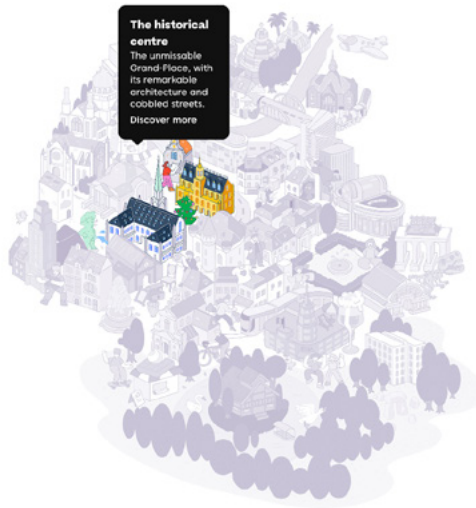 The historical
centre
The unmissable
Grand-Place, with
its remarkable
architecture and
cobbled streets.
Discover more